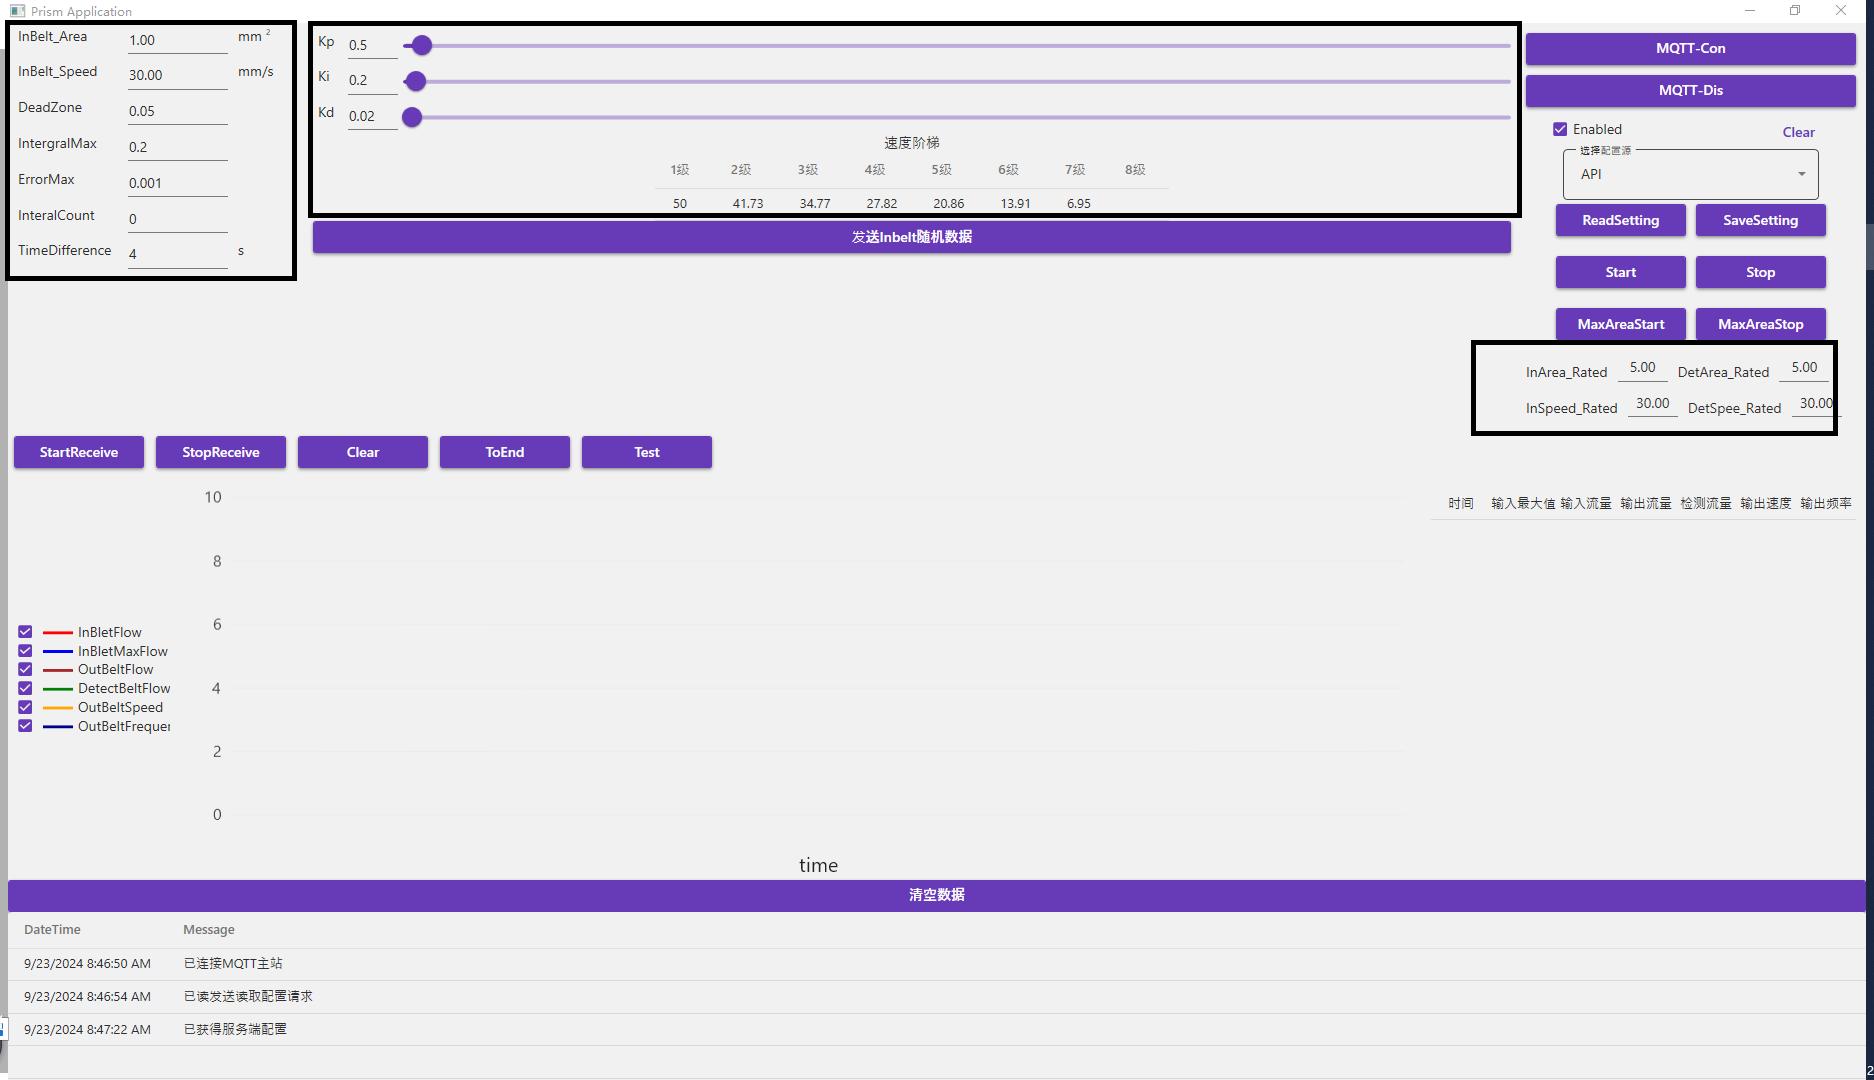 Prism Application
InBelt_Area 1.00 mm 2
InBelt_Speed 30.00 mm/s
DeadZone 0.05
IntergralMax 0.2
ErrorMax 0.001
InteralCount 0
TimeDifference 4 s
Kp 0.5
Ki 0.2
Kd 0.02
速度阶梯
1级 2级 3级 4级 5级 6级 7级 8级
50 41.73 34.77 27.82 20.86 13.91 6.95
发送Inbelt随机数据
MQTT-Con
MQTT-Dis
Enabled Clear
选择配置源
API
ReadSetting SaveSetting
Start Stop
MaxAreaStart MaxAreaStop
InArea_Rated 5.00 DetArea_Rated 5.00
InSpeed_Rated 30.00 DetSpee_Rated 30.00
StartReceive StopReceive Clear ToEnd Test
10
8
6
4
2
0
time
InBletFlow
InBletMaxFlow
OutBeltFlow
DetectBeltFlow
OutBeltSpeed
OutBeltFrequer
时间 输入最大值 输入流量 输出流量 检测流量 输出速度 输出频率
清空数据
DateTime Message
9/23/2024 8:46:50 AM 已连接MQTT主站
9/23/2024 8:46:54 AM 已读发送读取配置请求
9/23/2024 8:47:22 AM 已获得服务端配置